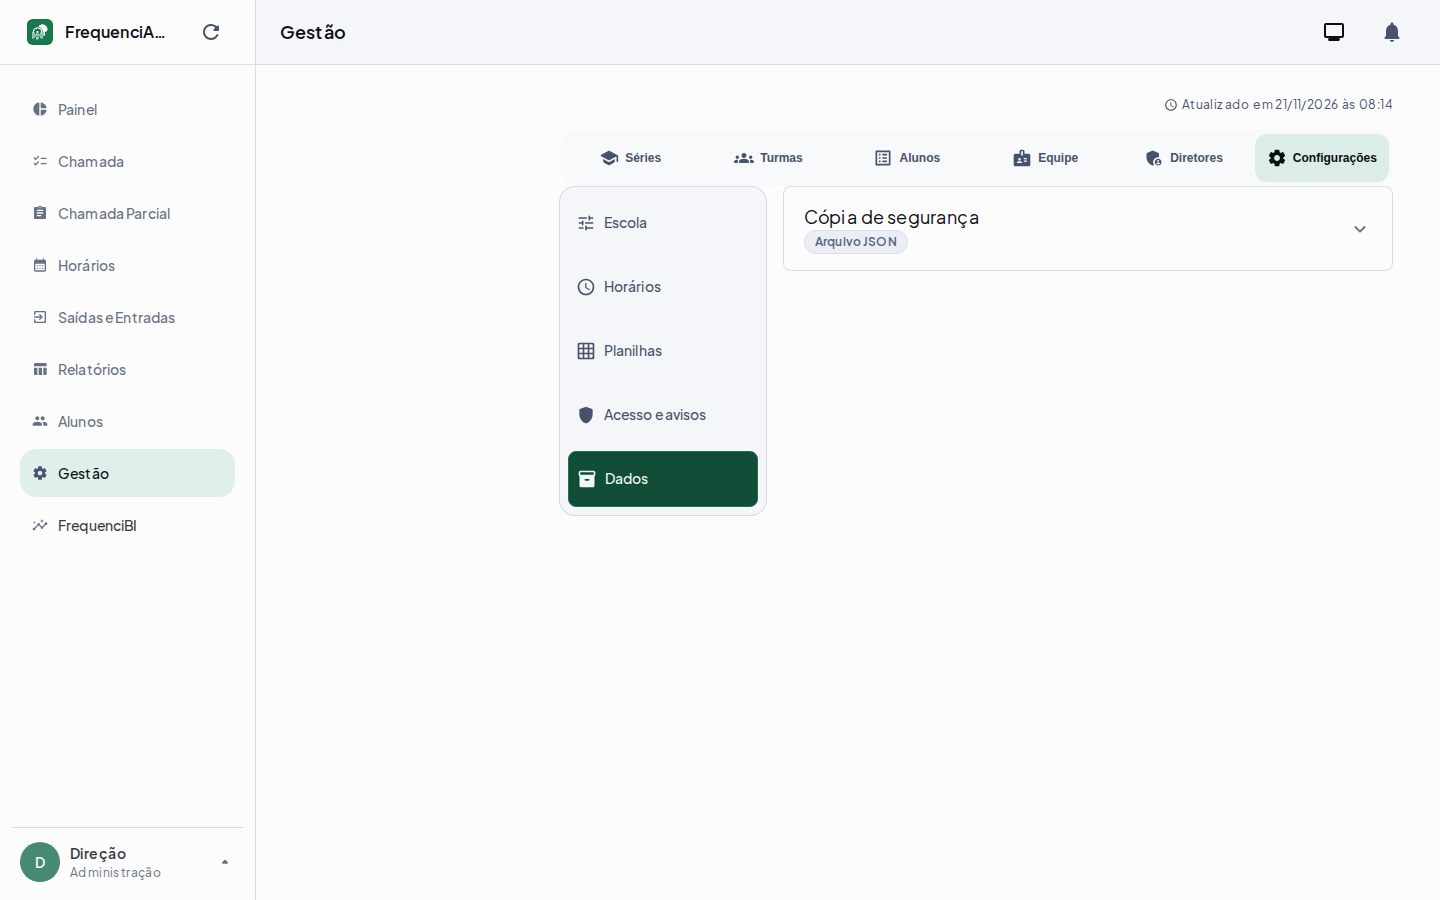 FrequenciA...
Gestão
Painel
Chamada
Chamada Parcial
Horários
Saídas e Entradas
Relatórios
Alunos
Gestão
FrequenciBI
Direção
Administração
D
Atualizado em 21/11/2026 às 08:14
Séries
Turmas
Alunos
Equipe
Diretores
Configurações
Escola
Horários
Planilhas
Acesso e avisos
Dados
Cópia de segurança
Arquivo JSON